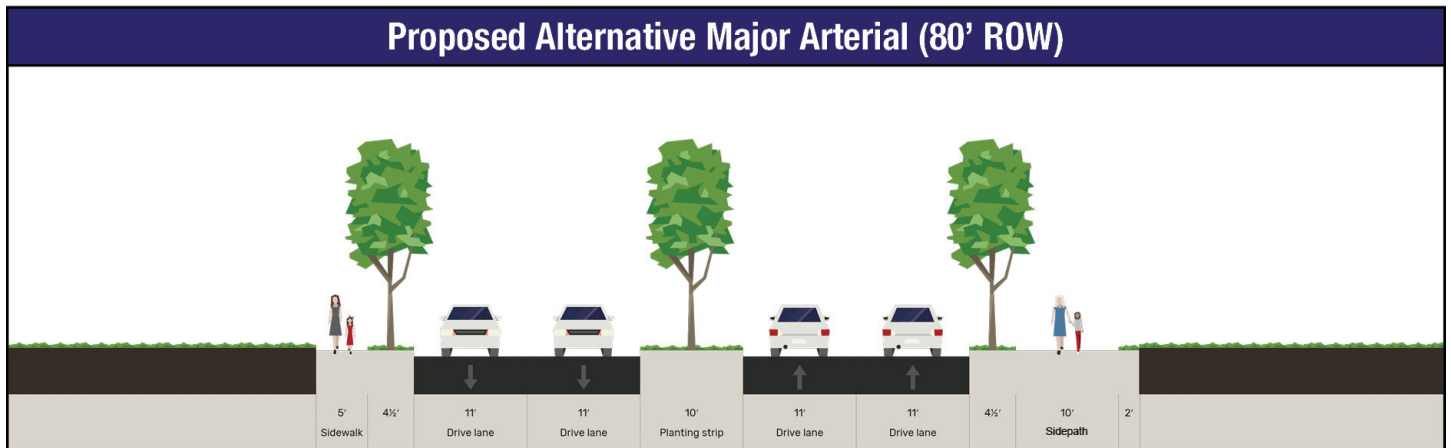 Proposed Alternative Major Arterial (80' ROW)
5' 4½' 11' 11' 10' 11' 11' 4½' 10' 2'
Sidewalk Drive lane Drive lane Planting strip Drive lane Drive lane Sidepath